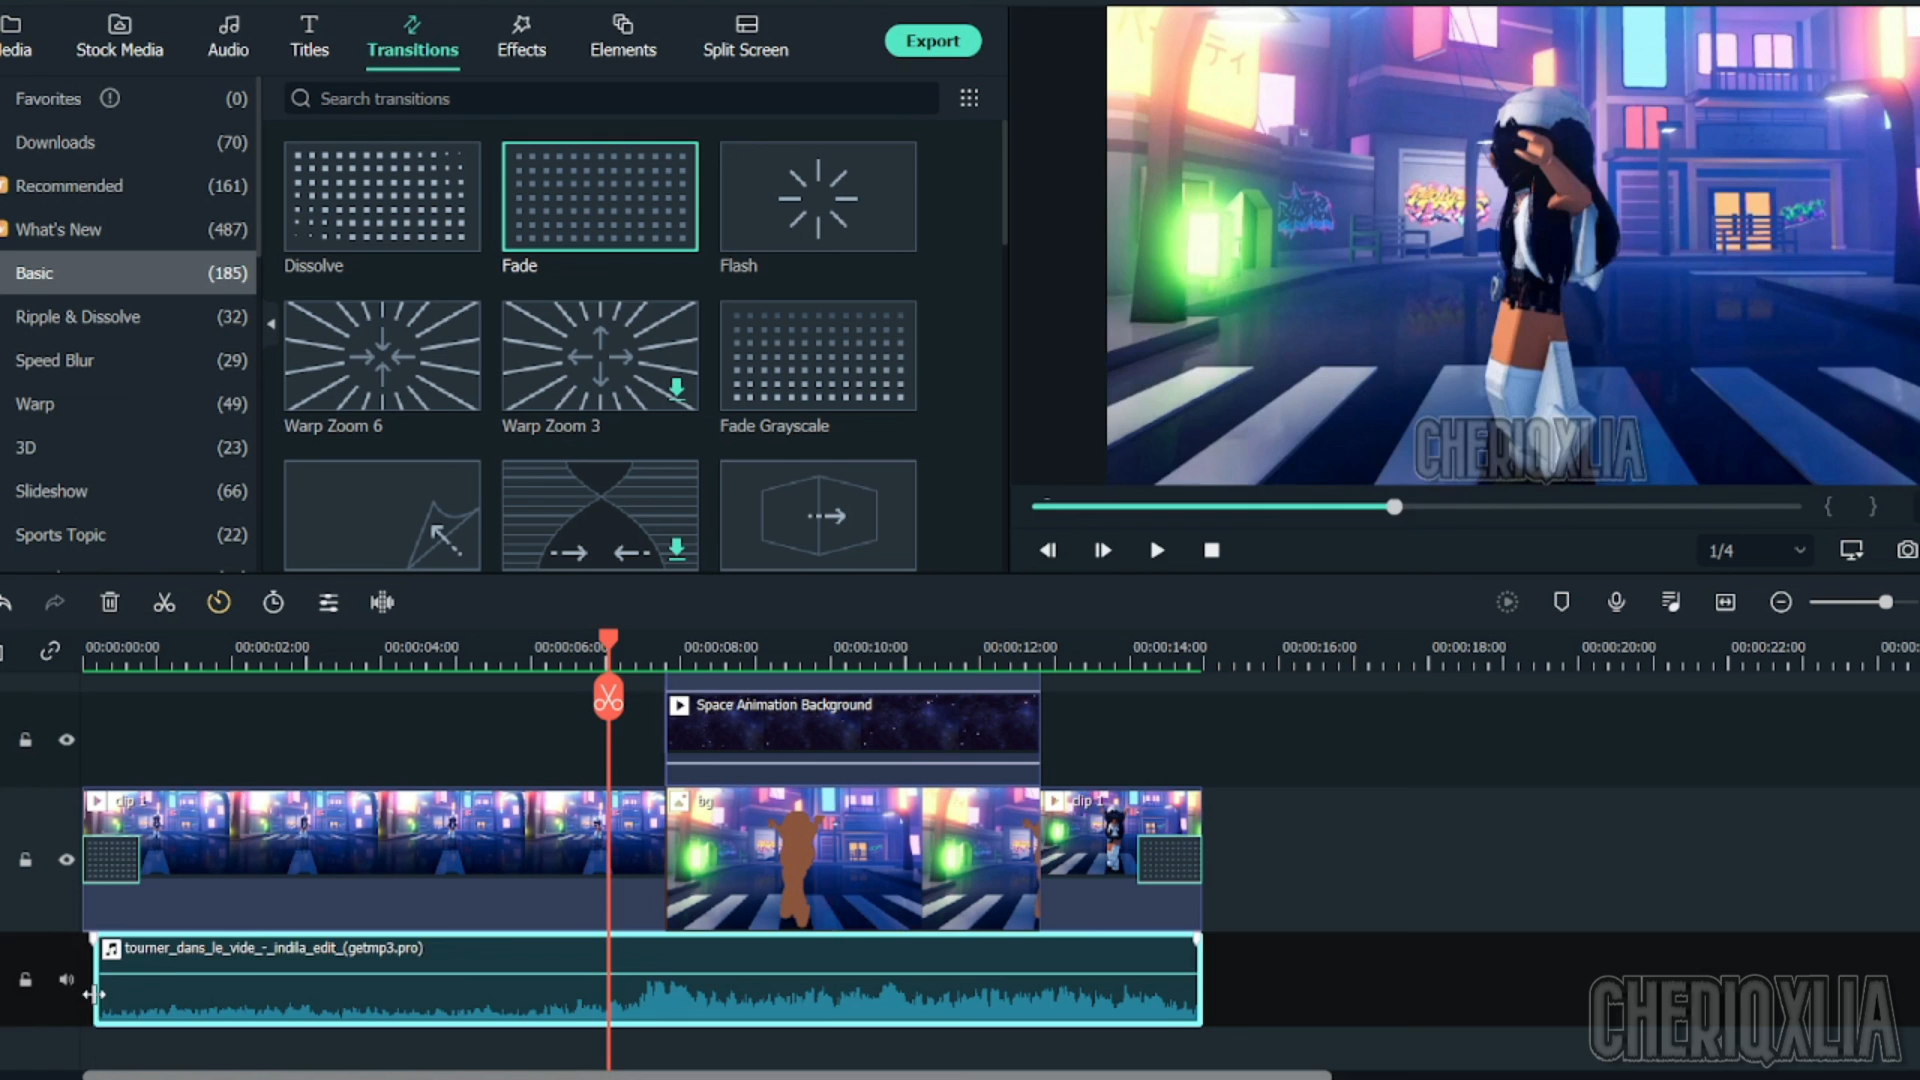 edia
Stock Media
Audio
Titles
Transitions
Effects
Elements
Split Screen
Export
Favorites (0)
Downloads (70)
Recommended (161)
What's New (487)
Basic (185)
Ripple & Dissolve (32)
Speed Blur (29)
Warp (49)
3D (23)
Slideshow (66)
Sports Topic (22)
Search transitions
Dissolve
Fade
Flash
Warp Zoom 6
Warp Zoom 3
Fade Grayscale
ティ
CHERIQXLIA
1/4
00:00:00:00
00:00:02:00
00:00:04:00
00:00:06:00
00:00:08:00
00:00:10:00
00:00:12:00
00:00:14:00
00:00:16:00
00:00:18:00
00:00:20:00
00:00:22:00
00:00:
Space Animation Background
clip 1
bg
clip 1
tourner_dans_le_vide_-_indila_edit_(getmp3.pro)
CHERIQXLIA